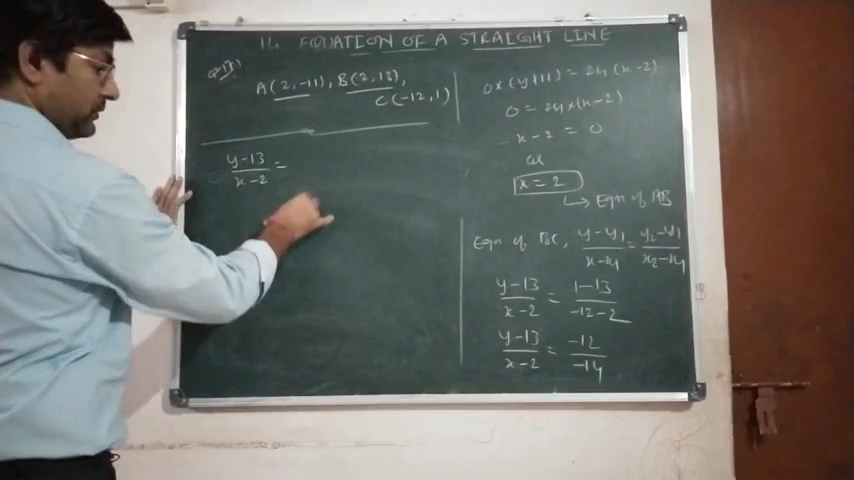 14 EQUATION OF A STRAIGHT LINE
Q.13)
A(2,-11), B(2,13),
C(-12,1)
y-13/x-2 =
0×(y+11) = 24(x-2)
0 = 24×(x-2)
x-2 = 0
or
x = 2
→ Eqn of AB
Eqn of BC, y-y1/x-x1 = y2-y1/x2-x1
y-13/x-2 = 1-13/-12-2
y-13/x-2 = -12/-14